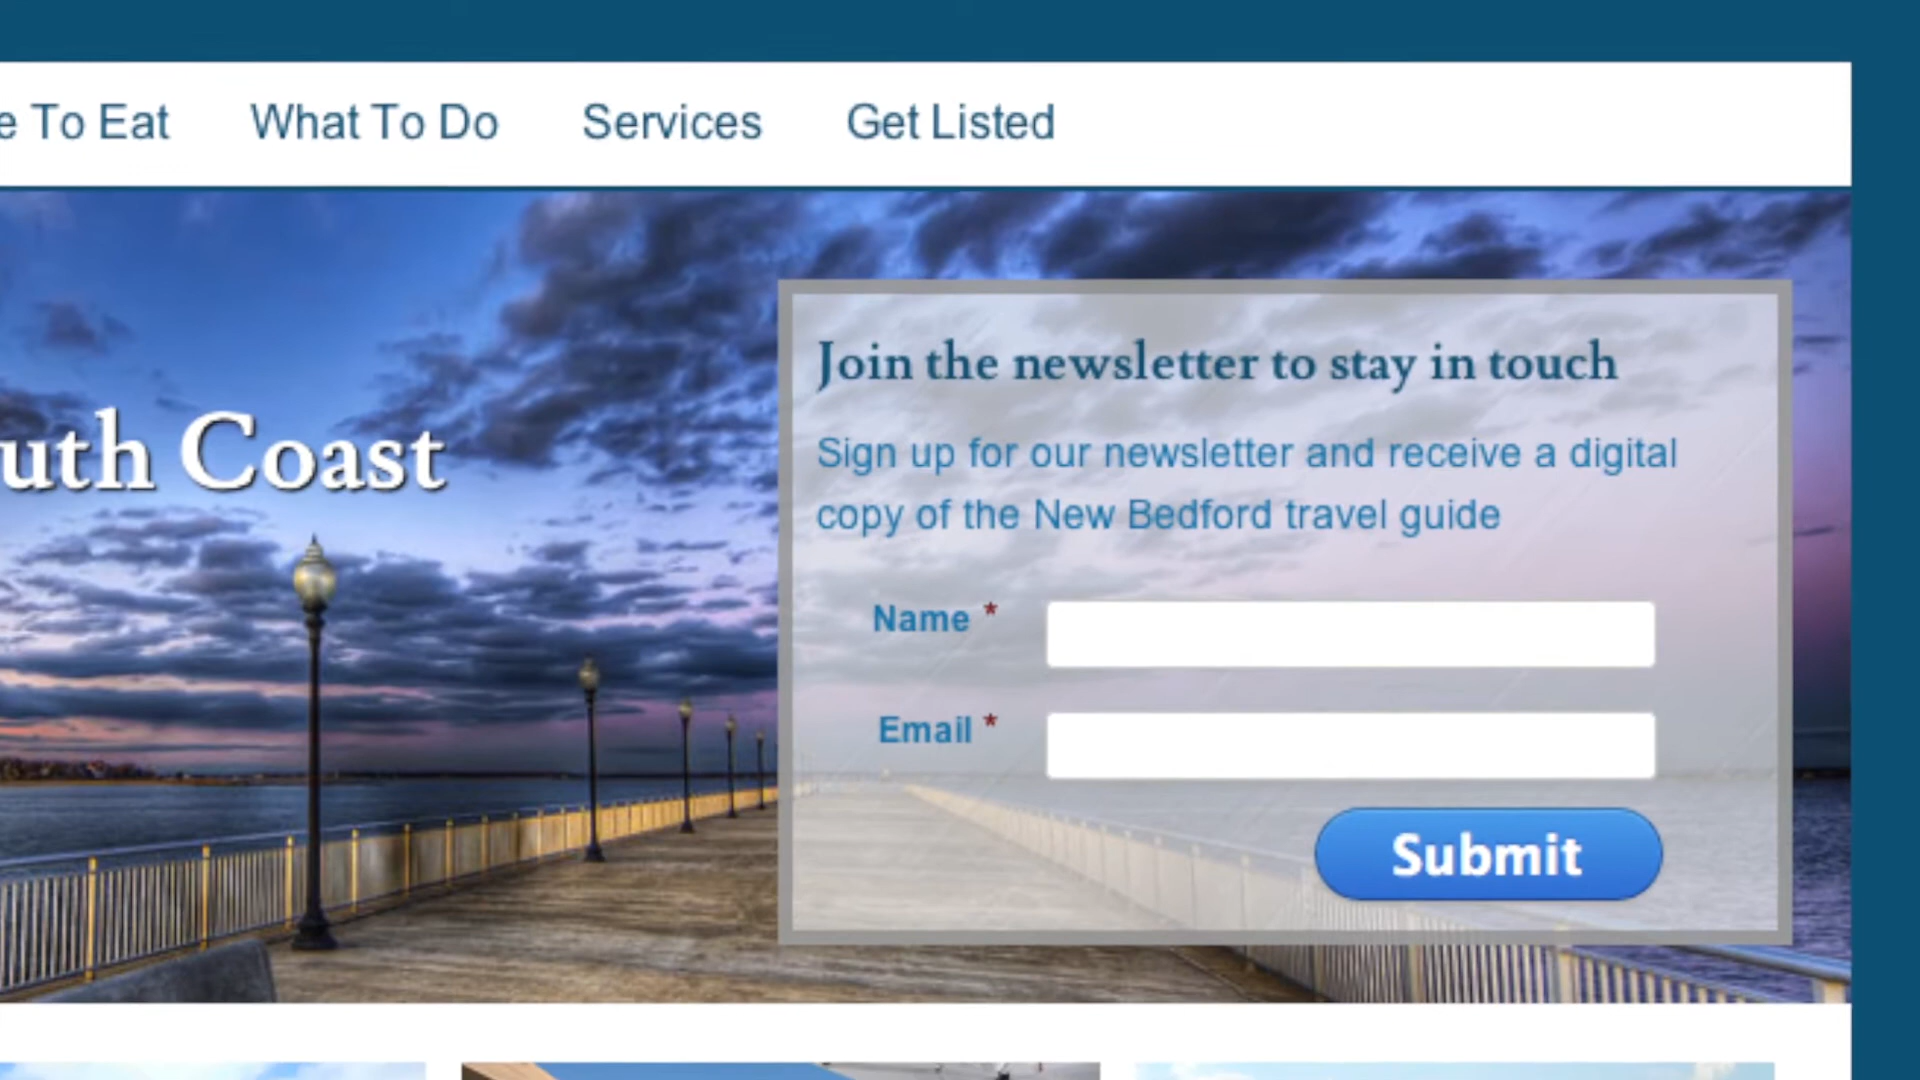 To Eat What To Do Services Get Listed
Coast
Join the newsletter to stay in touch
Sign up for our newsletter and receive a digital
copy of the New Bedford travel guide
Name *
Email *
Submit